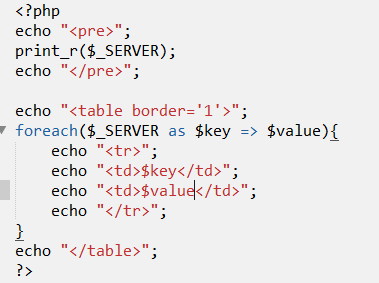 <?php
echo "<pre>";
print_r($_SERVER);
echo "</pre>";

echo "<table border='1'>";
foreach($_SERVER as $key => $value){
    echo "<tr>";
    echo "<td>$key</td>";
    echo "<td>$value</td>";
    echo "</tr>";
}
echo "</table>";
?>